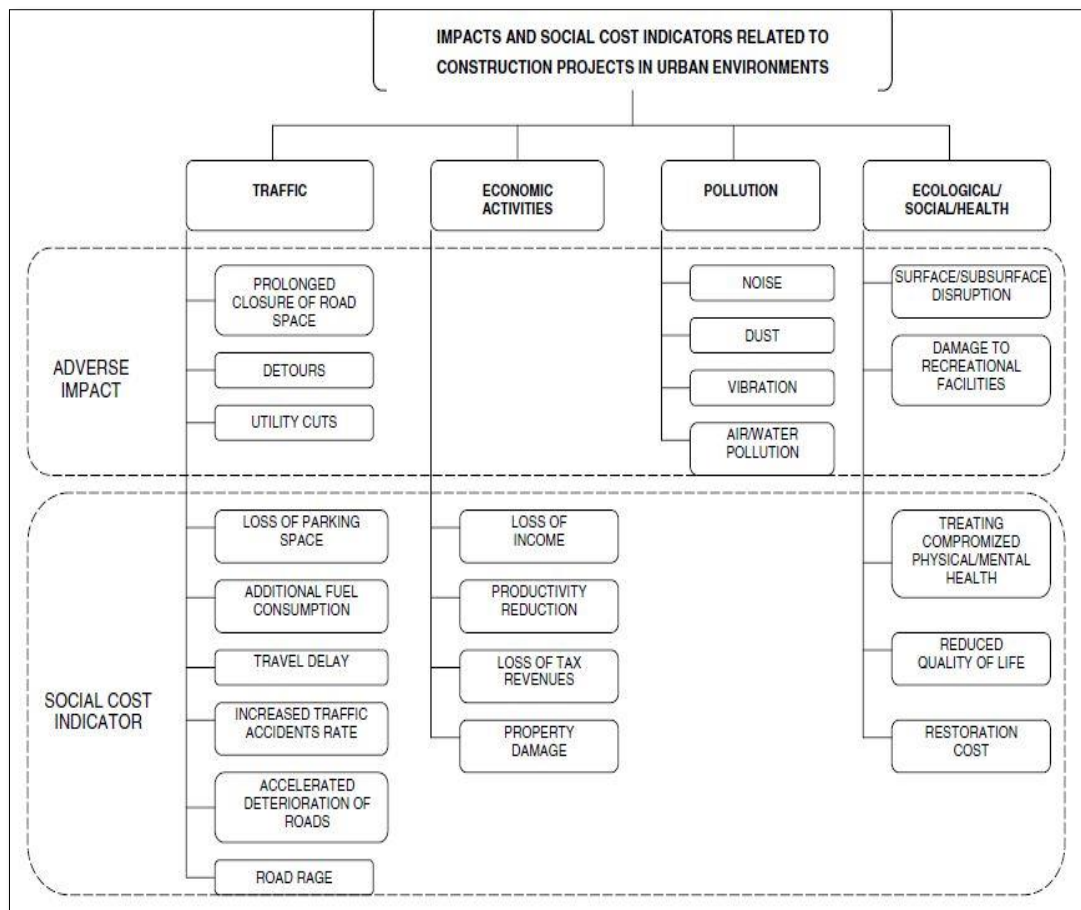 IMPACTS AND SOCIAL COST INDICATORS RELATED TO
CONSTRUCTION PROJECTS IN URBAN ENVIRONMENTS
TRAFFIC
ECONOMIC
ACTIVITIES
POLLUTION
ECOLOGICAL/
SOCIAL/HEALTH
ADVERSE
IMPACT
PROLONGED
CLOSURE OF ROAD
SPACE
DETOURS
UTILITY CUTS
NOISE
DUST
VIBRATION
AIR/WATER
POLLUTION
SURFACE/SUBSURFACE
DISRUPTION
DAMAGE TO
RECREATIONAL
FACILITIES
SOCIAL COST
INDICATOR
LOSS OF PARKING
SPACE
ADDITIONAL FUEL
CONSUMPTION
TRAVEL DELAY
INCREASED TRAFFIC
ACCIDENTS RATE
ACCELERATED
DETERIORATION OF
ROADS
ROAD RAGE
LOSS OF
INCOME
PRODUCTIVITY
REDUCTION
LOSS OF TAX
REVENUES
PROPERTY
DAMAGE
TREATING
COMPROMIZED
PHYSICAL/MENTAL
HEALTH
REDUCED
QUALITY OF LIFE
RESTORATION
COST